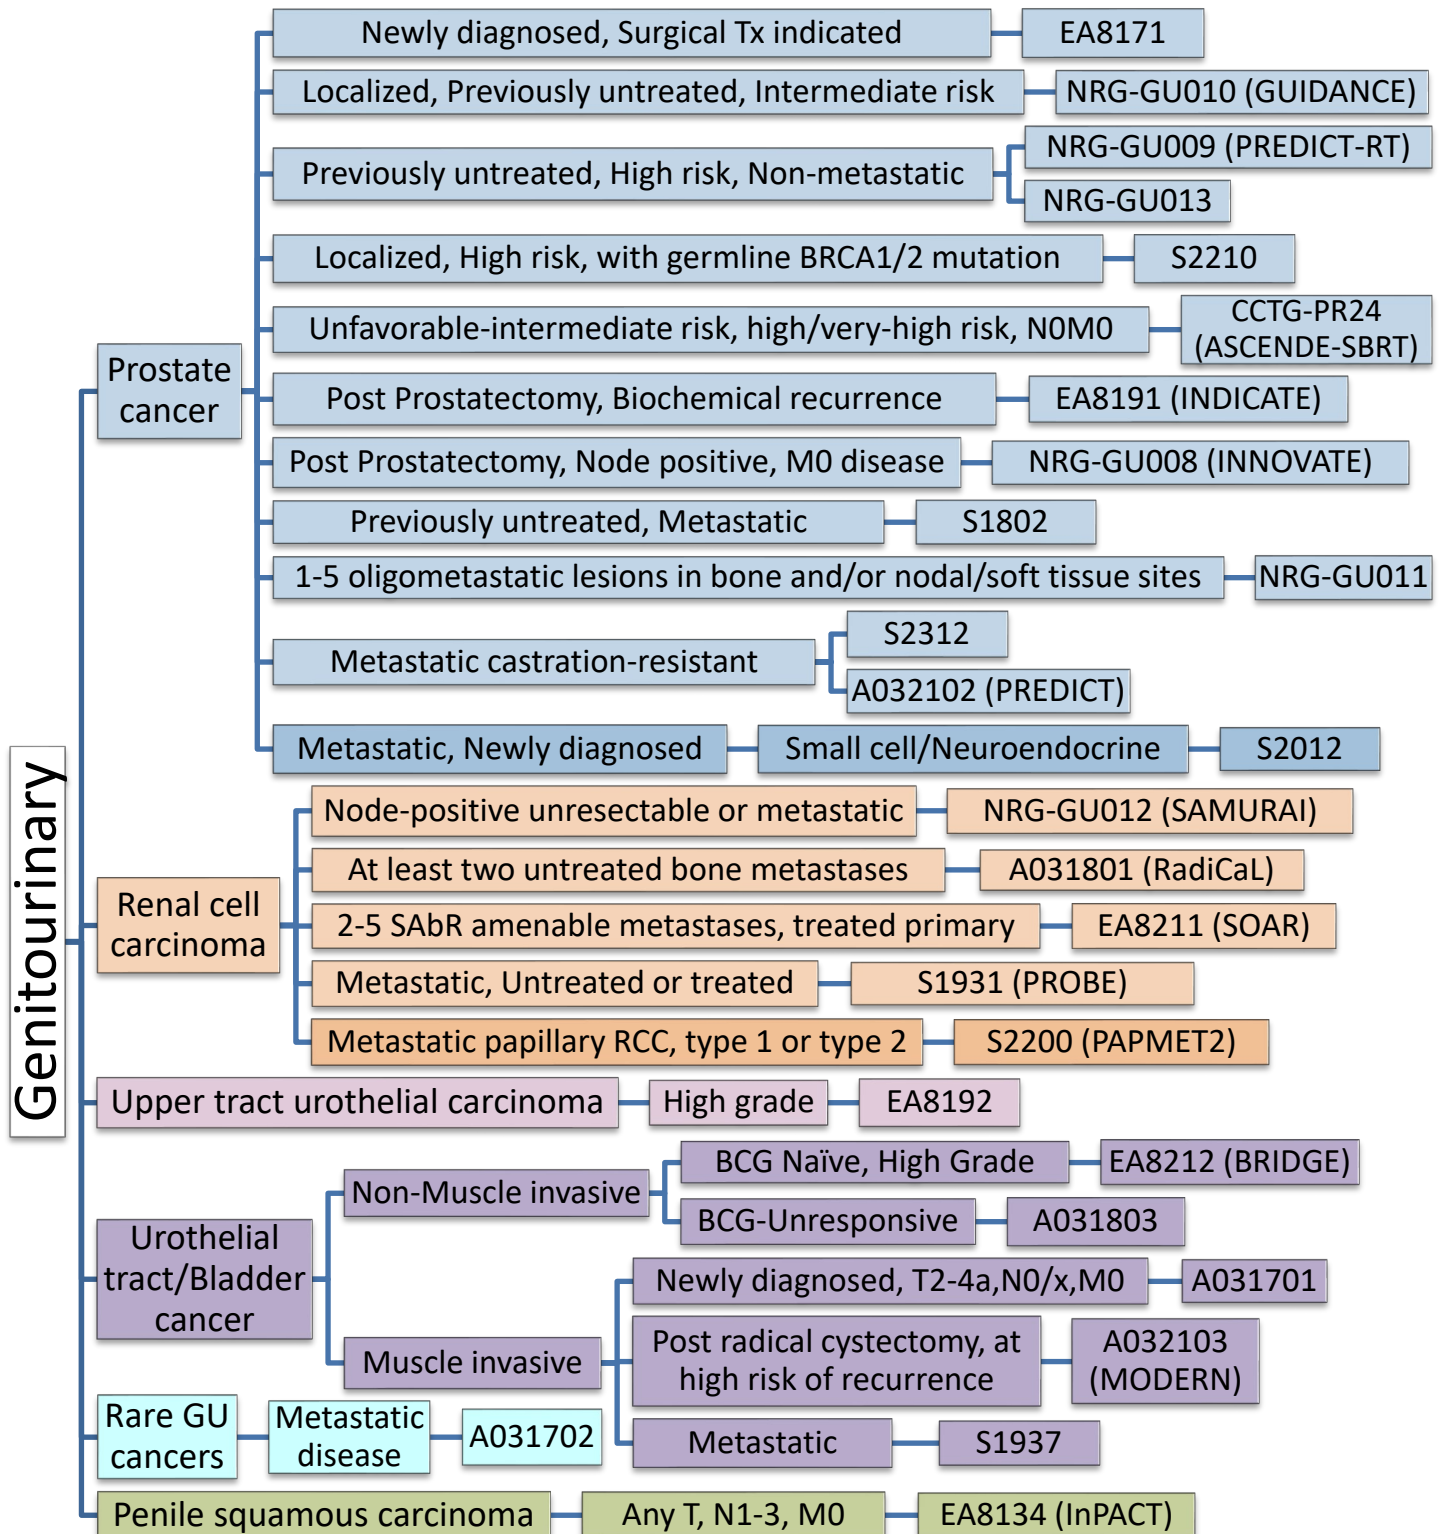 Genitourinary
Prostate
cancer
Newly diagnosed, Surgical Tx indicated
EA8171
Localized, Previously untreated, Intermediate risk
NRG-GU010 (GUIDANCE)
Previously untreated, High risk, Non-metastatic
NRG-GU009 (PREDICT-RT)
NRG-GU013
Localized, High risk, with germline BRCA1/2 mutation
S2210
Unfavorable-intermediate risk, high/very-high risk, N0M0
CCTG-PR24
(ASCENDE-SBRT)
Post Prostatectomy, Biochemical recurrence
EA8191 (INDICATE)
Post Prostatectomy, Node positive, M0 disease
NRG-GU008 (INNOVATE)
Previously untreated, Metastatic
S1802
1-5 oligometastatic lesions in bone and/or nodal/soft tissue sites
NRG-GU011
Metastatic castration-resistant
S2312
A032102 (PREDICT)
Metastatic, Newly diagnosed
Small cell/Neuroendocrine
S2012
Renal cell
carcinoma
Node-positive unresectable or metastatic
NRG-GU012 (SAMURAI)
At least two untreated bone metastases
A031801 (RadiCaL)
2-5 SAbR amenable metastases, treated primary
EA8211 (SOAR)
Metastatic, Untreated or treated
S1931 (PROBE)
Metastatic papillary RCC, type 1 or type 2
S2200 (PAPMET2)
Upper tract urothelial carcinoma
High grade
EA8192
Urothelial
tract/Bladder
cancer
Non-Muscle invasive
BCG Naïve, High Grade
EA8212 (BRIDGE)
BCG-Unresponsive
A031803
Muscle invasive
Newly diagnosed, T2-4a,N0/x,M0
A031701
Post radical cystectomy, at
high risk of recurrence
A032103
(MODERN)
Metastatic
S1937
Rare GU
cancers
Metastatic
disease
A031702
Penile squamous carcinoma
Any T, N1-3, M0
EA8134 (InPACT)